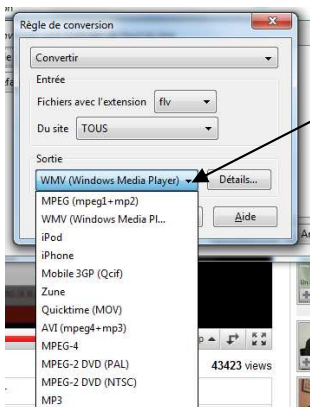 Règle de conversion
Convertir
Entrée
Fichiers avec l'extension flv
Du site TOUS
Sortie
WMV (Windows Media Player) Détails...
MPEG (mpeg1+mp2)
WMV (Windows Media Pl...
Aide
iPod
iPhone
Mobile 3GP (Qcif)
Zune
Quicktime (MOV)
AVI (mpeg4+mp3)
MPEG-4
MPEG-2 DVD (PAL)
43423 views
MPEG-2 DVD (NTSC)
MP3